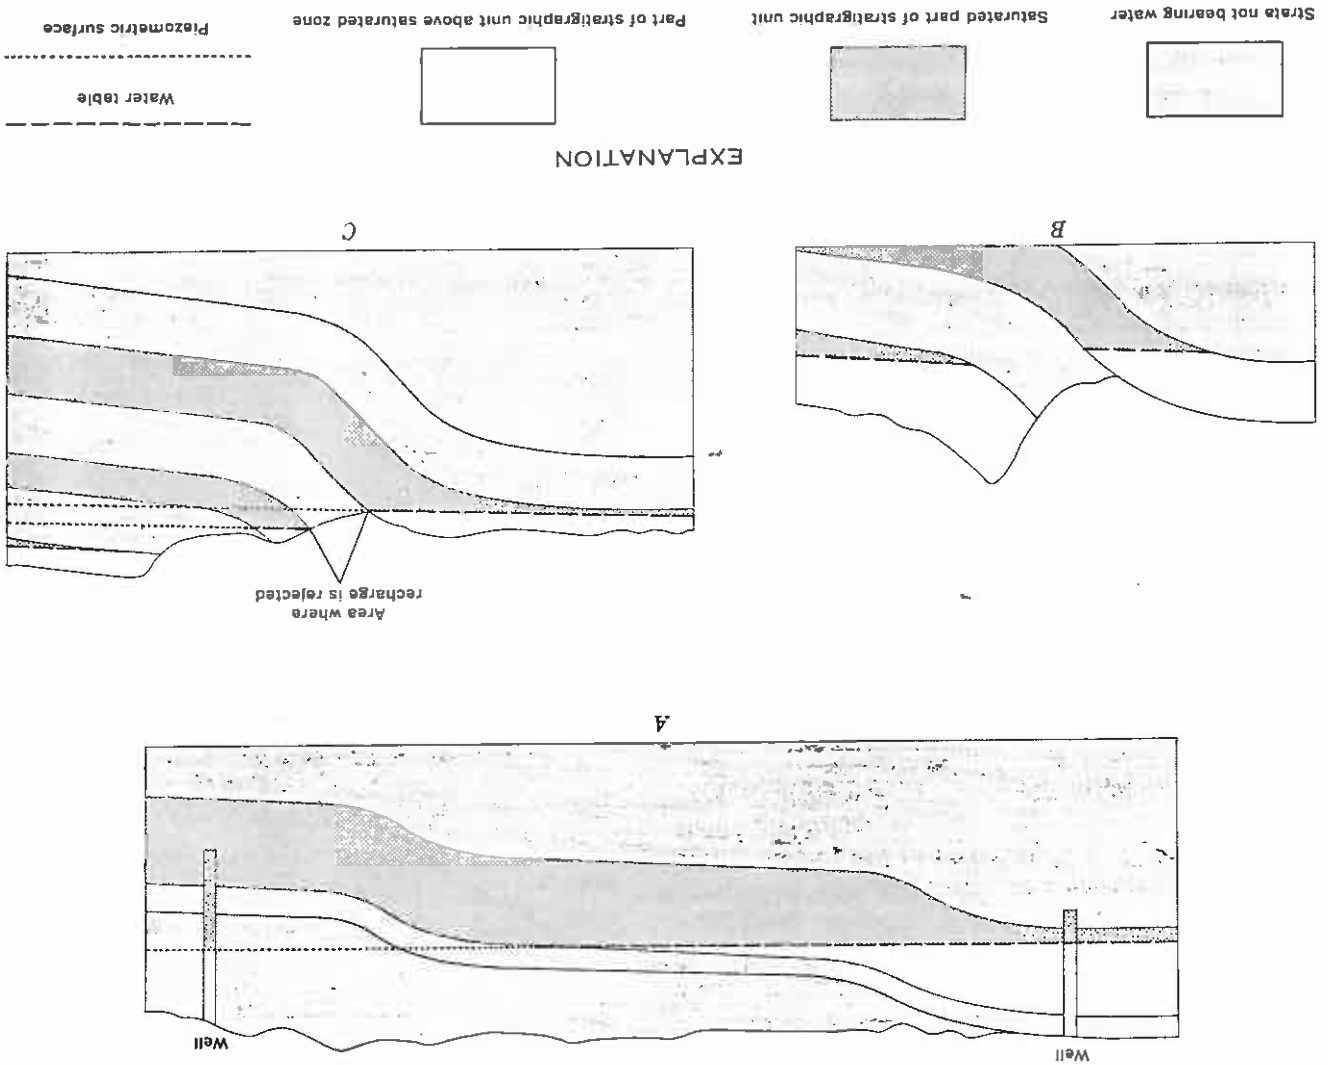 Well
Well
A
Area where
recharge is rejected
B
C
EXPLANATION
Strata not bearing water
Saturated part of stratigraphic unit
Part of stratigraphic unit above saturated zone
Water table
Piezometric surface